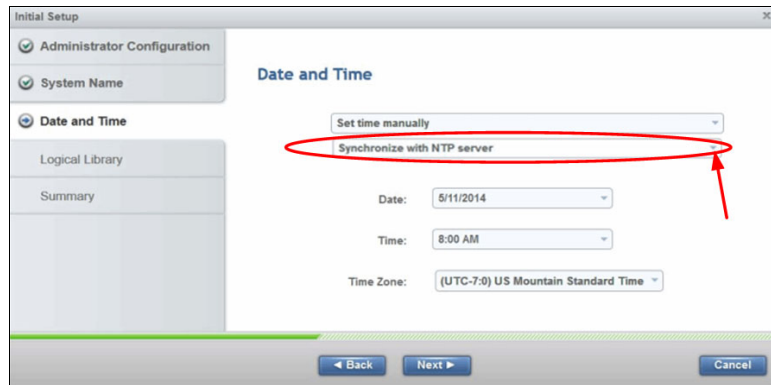 Initial Setup
Administrator Configuration
System Name
Date and Time
Logical Library
Summary
Date and Time
Set time manually
Synchronize with NTP server
Date: 5/11/2014
Time: 8:00 AM
Time Zone: (UTC-7:0) US Mountain Standard Time
Back Next Cancel